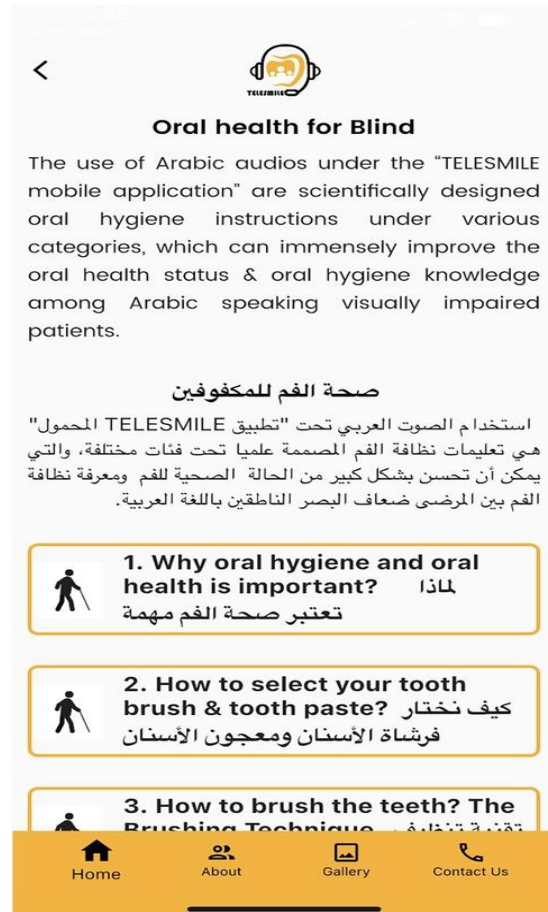 TELESMILE
Oral health for Blind
The use of Arabic audios under the “TELESMILE
mobile application” are scientifically designed
oral hygiene instructions under various
categories, which can immensely improve the
oral health status & oral hygiene knowledge
among Arabic speaking visually impaired
patients.
صحة الفم للمكفوفين
استخدام الصوت العربي تحت "تطبيق TELESMILE المحمول"
هي تعليمات نظافة الفم المصممة علميا تحت فئات مختلفة، والتي
يمكن أن تحسن بشكل كبير من الحالة الصحية للفم ومعرفة نظافة
الفم بين المرضى ضعاف البصر الناطقين باللغة العربية.
1. Why oral hygiene and oral
health is important? لماذا
تعتبر صحة الفم مهمة
2. How to select your tooth
brush & tooth paste? كيف نختار
فرشاة الأسنان ومعجون الأسنان
3. How to brush the teeth? The
Brushing Technique تقنية تنظيف
Home
About
Gallery
Contact Us